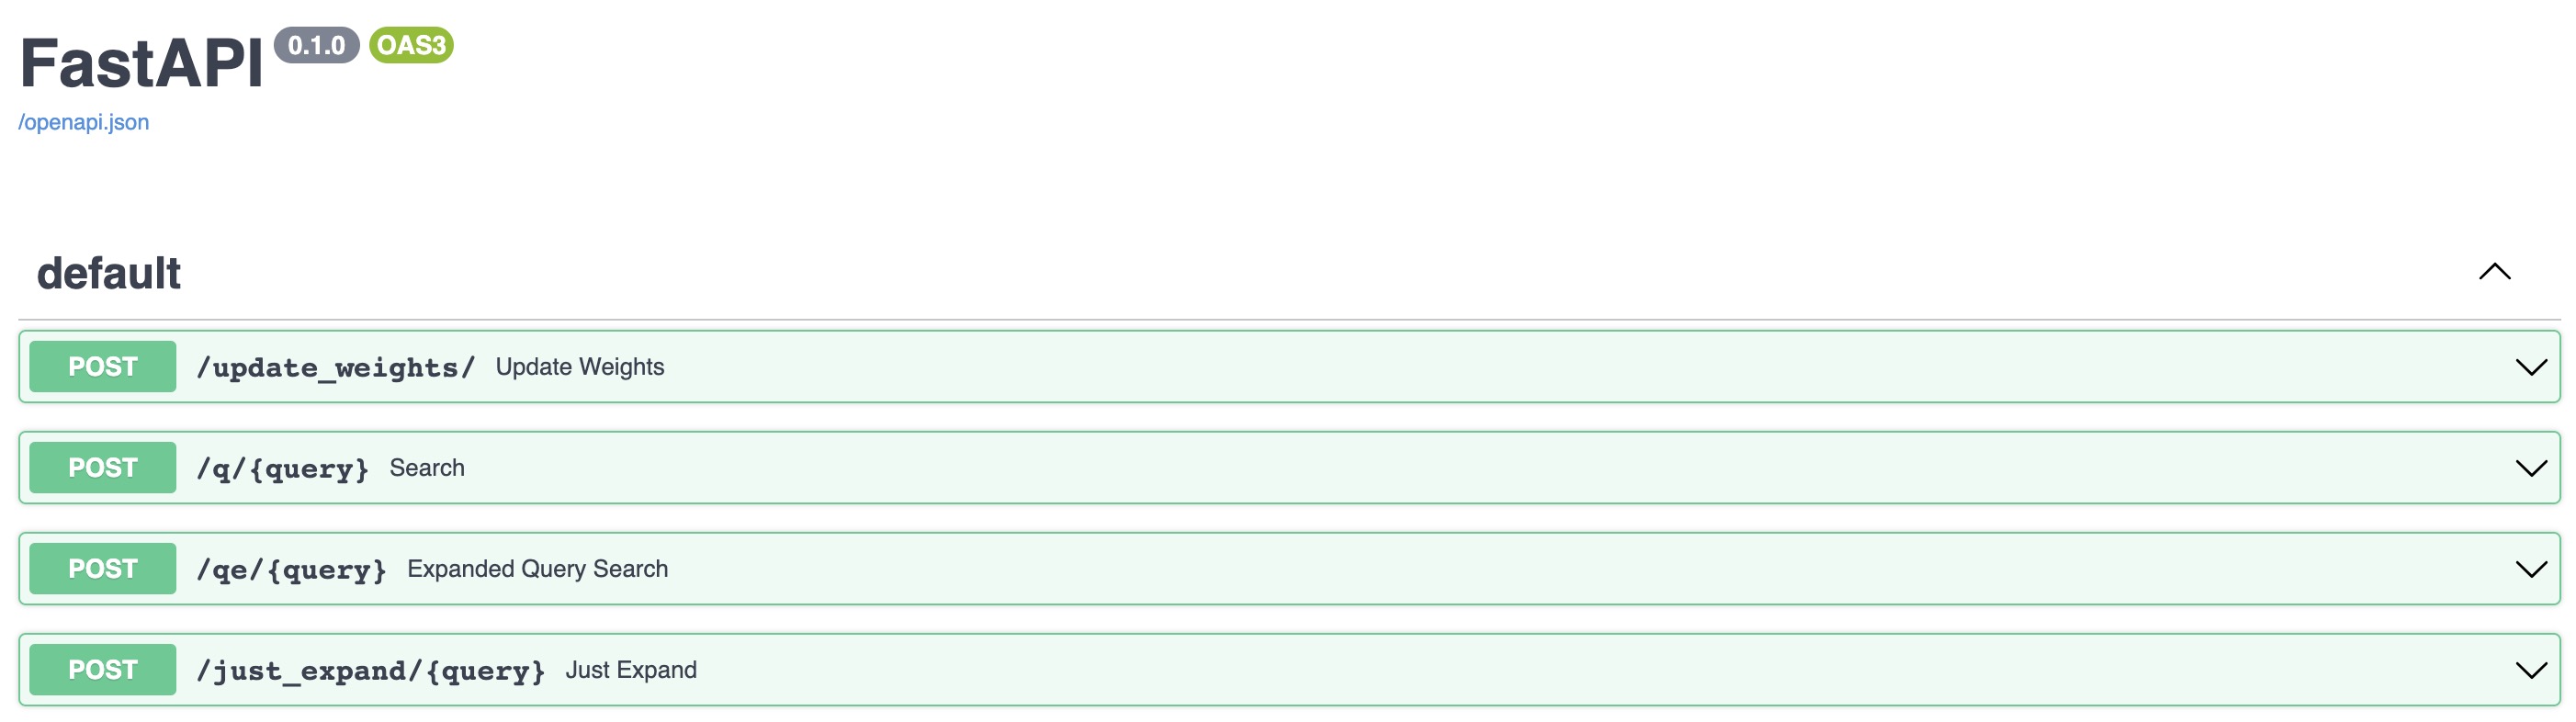 FastAPI 0.1.0 OAS3
/openapi.json
default
POST /update_weights/ Update Weights
POST /q/{query} Search
POST /qe/{query} Expanded Query Search
POST /just_expand/{query} Just Expand